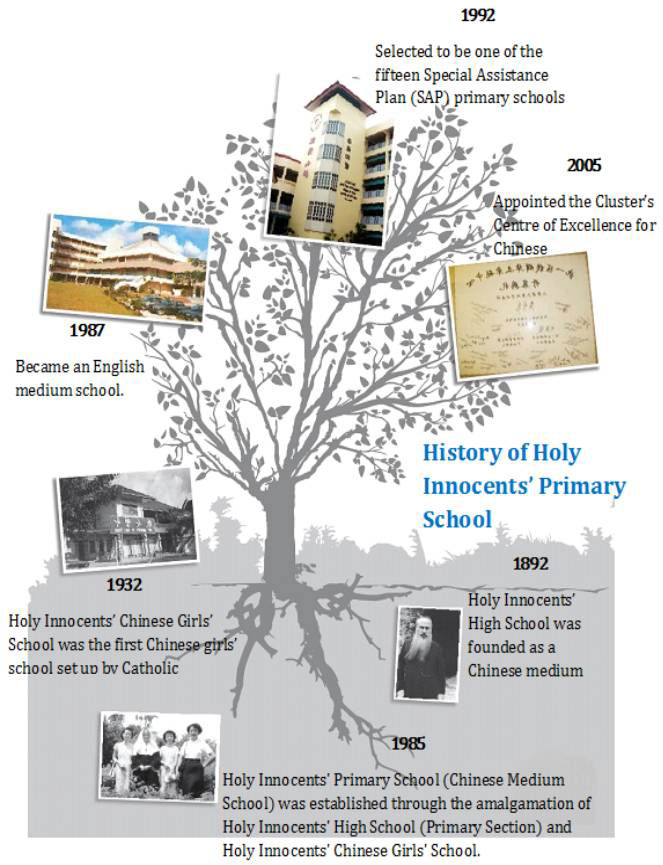 1992
Selected to be one of the
fifteen Special Assistance
Plan (SAP) primary schools
2005
Appointed the Cluster's
Centre of Excellence for
Chinese
1987
Became an English
medium school.
History of Holy
Innocents' Primary
School
1932
Holy Innocents' Chinese Girls'
School was the first Chinese girls'
school set up by Catholic
1892
Holy Innocents'
High School was
founded as a
Chinese medium
1985
Holy Innocents' Primary School (Chinese Medium
School) was established through the amalgamation of
Holy Innocents' High School (Primary Section) and
Holy Innocents' Chinese Girls' School.